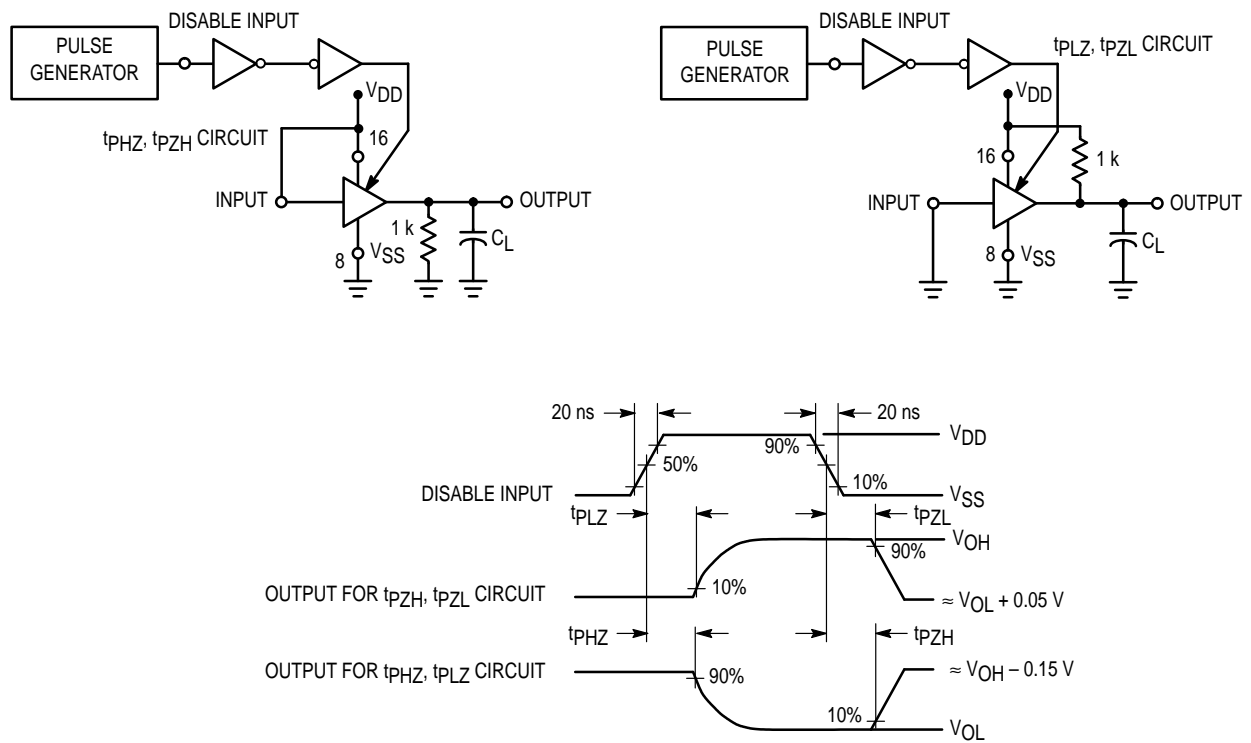 DISABLE INPUT
PULSE
GENERATOR
VDD
tPHZ, tPZH CIRCUIT
16
INPUT
OUTPUT
1 k
CL
8
VSS
DISABLE INPUT
PULSE
GENERATOR
tPLZ, tPZL CIRCUIT
VDD
16
1 k
INPUT
OUTPUT
CL
8
VSS
20 ns
20 ns
VDD
90%
50%
10%
DISABLE INPUT
VSS
tPLZ
tPZL
VOH
90%
10%
OUTPUT FOR tPZH, tPZL CIRCUIT
≈ VOL + 0.05 V
tPHZ
tPZH
OUTPUT FOR tPHZ, tPLZ CIRCUIT
90%
≈ VOH – 0.15 V
10%
VOL